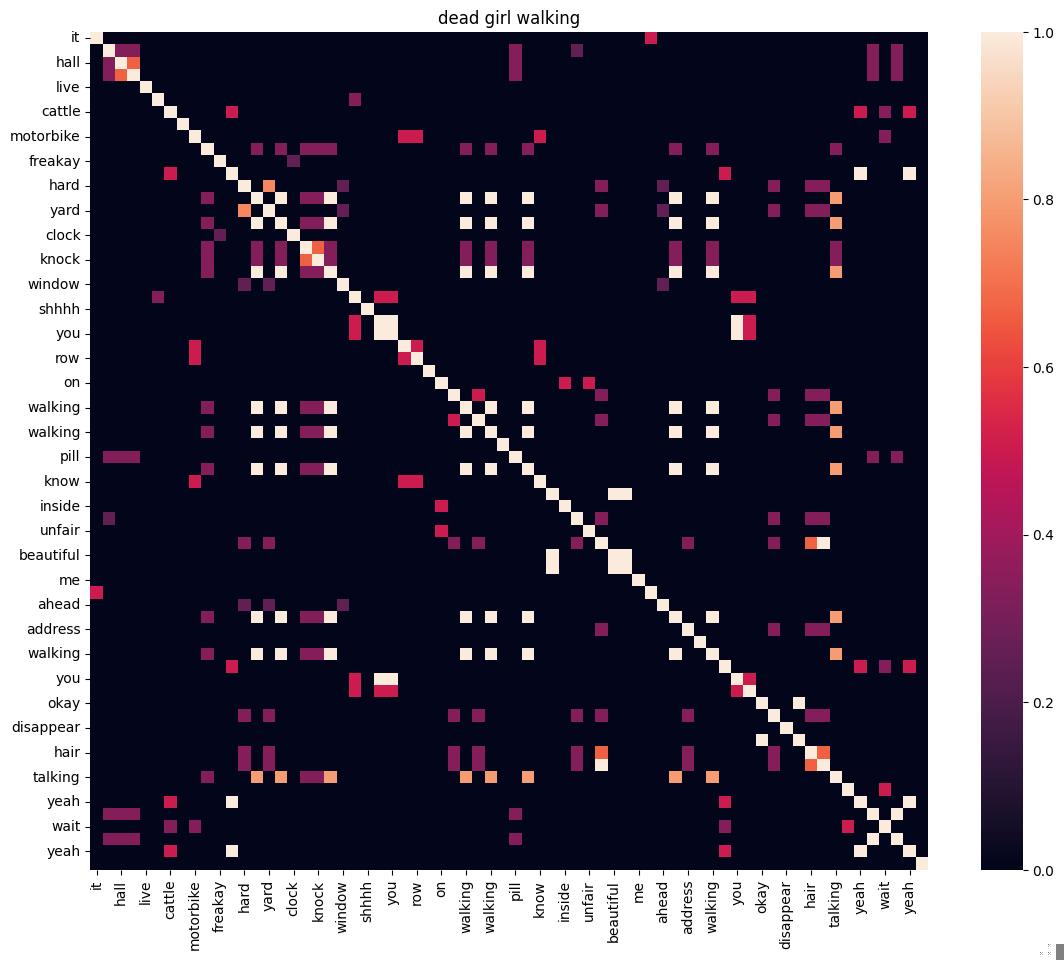 dead girl walking
it
hall
live
cattle
motorbike
freakay
hard
yard
clock
knock
window
shhhh
you
row
on
walking
walking
pill
know
inside
unfair
beautiful
me
ahead
address
walking
you
okay
disappear
hair
talking
yeah
wait
yeah
it
hall
live
cattle
motorbike
freakay
hard
yard
clock
knock
window
shhhh
you
row
on
walking
walking
pill
know
inside
unfair
beautiful
me
ahead
address
walking
you
okay
disappear
hair
talking
yeah
wait
yeah
1.0
0.8
0.6
0.4
0.2
0.0